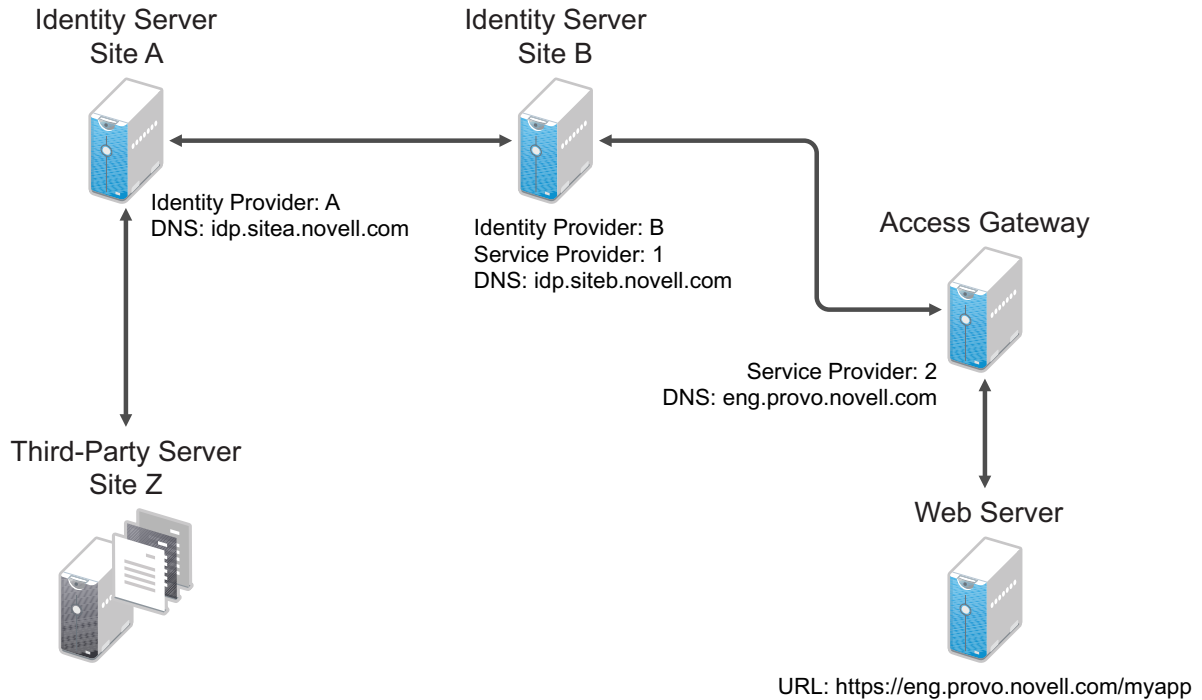 Identity Server
Site A
Identity Server
Site B
Identity Provider: A
DNS: idp.sitea.novell.com
Identity Provider: B
Service Provider: 1
DNS: idp.siteb.novell.com
Access Gateway
Service Provider: 2
DNS: eng.provo.novell.com
Third-Party Server
Site Z
Web Server
URL: https://eng.provo.novell.com/myapp